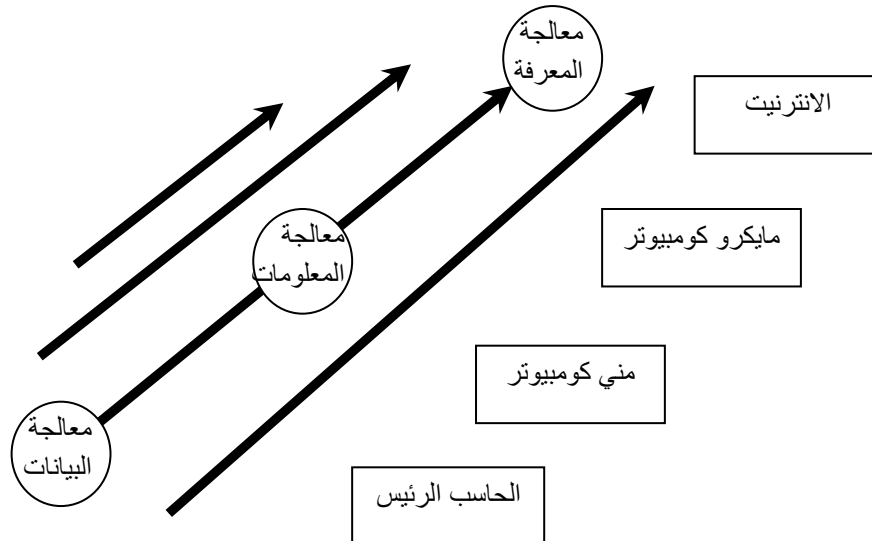 معالجة
المعرفة
الانترنيت
معالجة
المعلومات
مايكرو كومبيوتر
مني كومبيوتر
معالجة
البيانات
الحاسب الرئيس